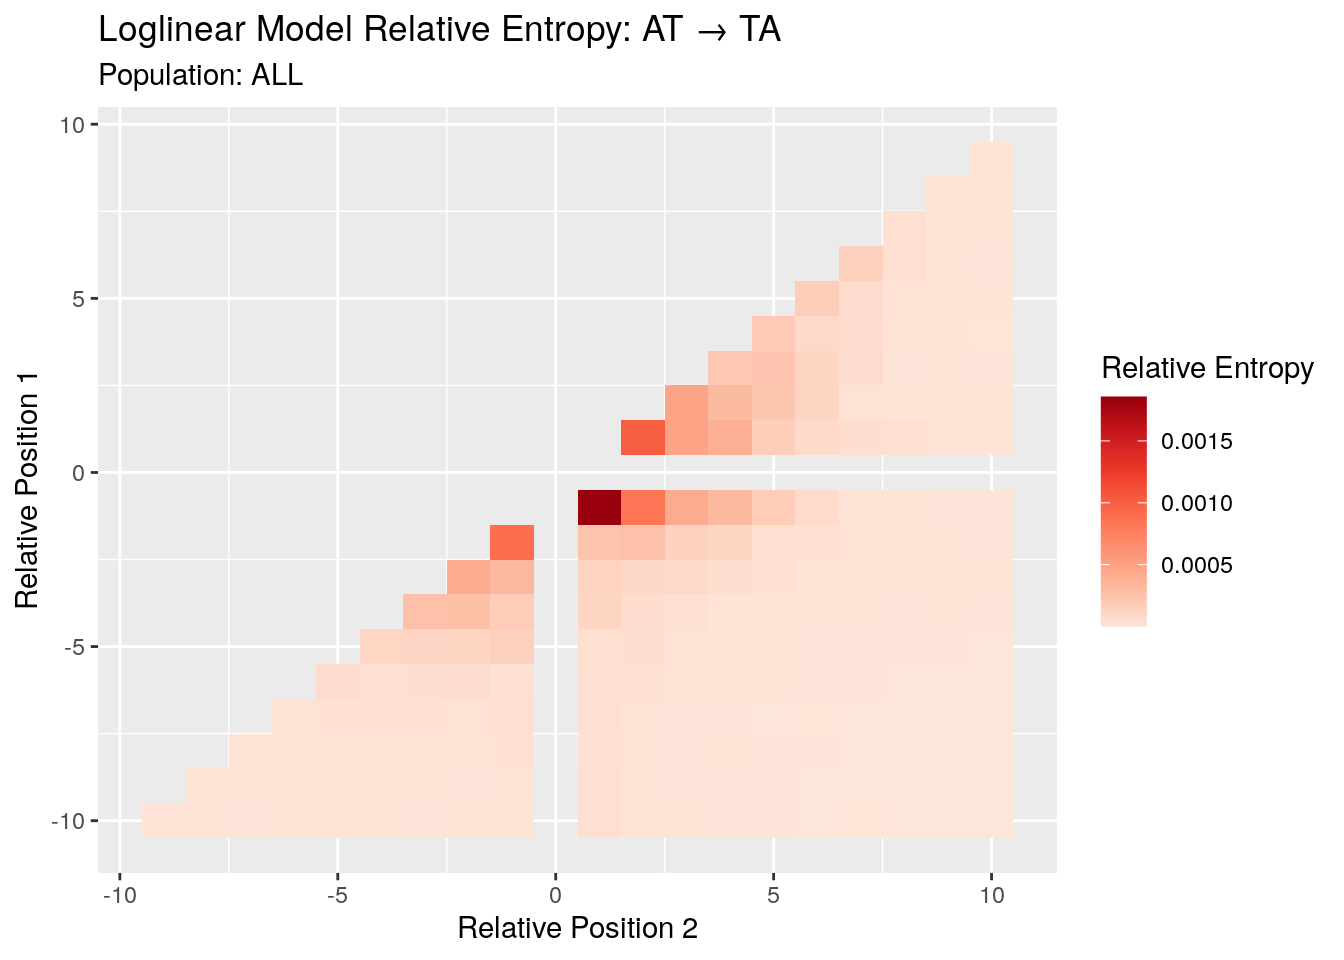 Loglinear Model Relative Entropy: AT → TA
Population: ALL
Relative Position 1
10
5
0
-5
-10
-10
-5
0
5
10
Relative Position 2
Relative Entropy
0.0015
0.0010
0.0005